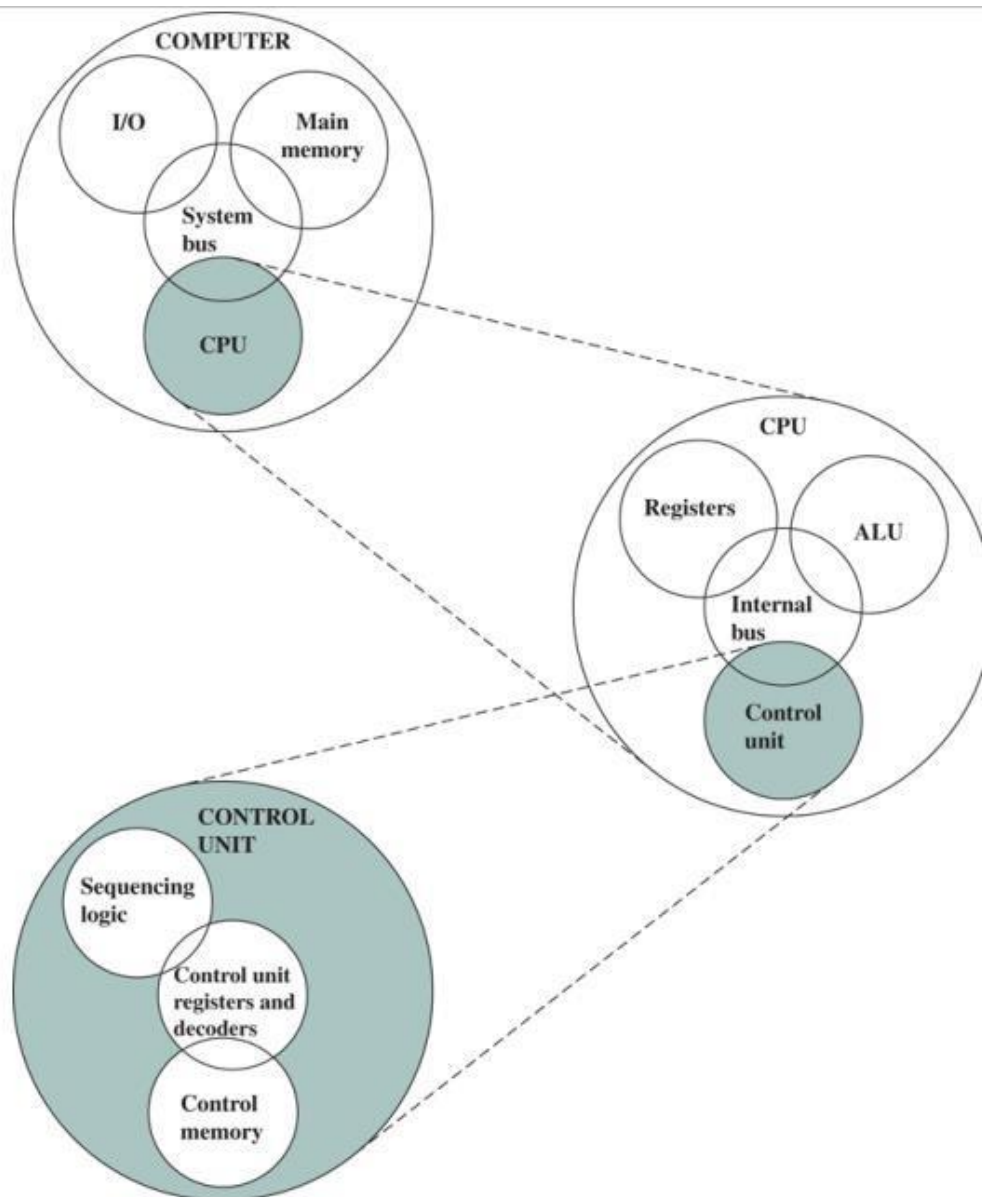 COMPUTER
I/O
Main
memory
System
bus
CPU
CPU
Registers
ALU
Internal
bus
Control
unit
CONTROL
UNIT
Sequencing
logic
Control unit
registers and
decoders
Control
memory